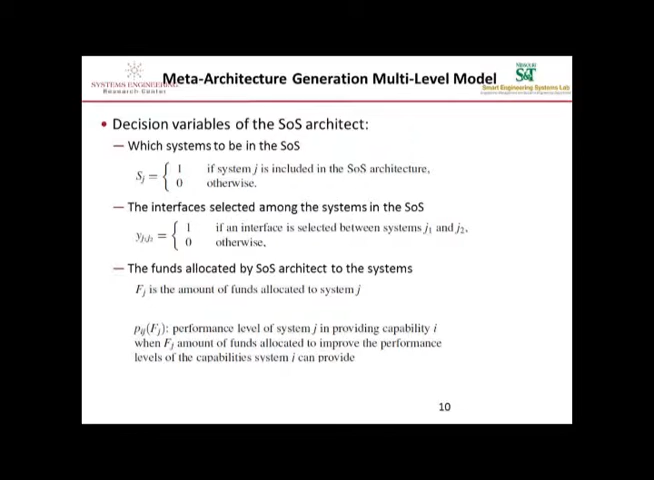 SYSTEMS ENGINEERING
Research Center
Meta-Architecture Generation Multi-Level Model
MISSOURI
S&T
Smart Engineering Systems Lab
• Decision variables of the SoS architect:
— Which systems to be in the SoS
Sj = { 1 if system j is included in the SoS architecture,
0 otherwise.
— The interfaces selected among the systems in the SoS
yj1j2 = { 1 if an interface is selected between systems j1 and j2,
0 otherwise,
— The funds allocated by SoS architect to the systems
Fj is the amount of funds allocated to system j
pij(Fj): performance level of system j in providing capability i
when Fj amount of funds allocated to improve the performance
levels of the capabilities system i can provide
10